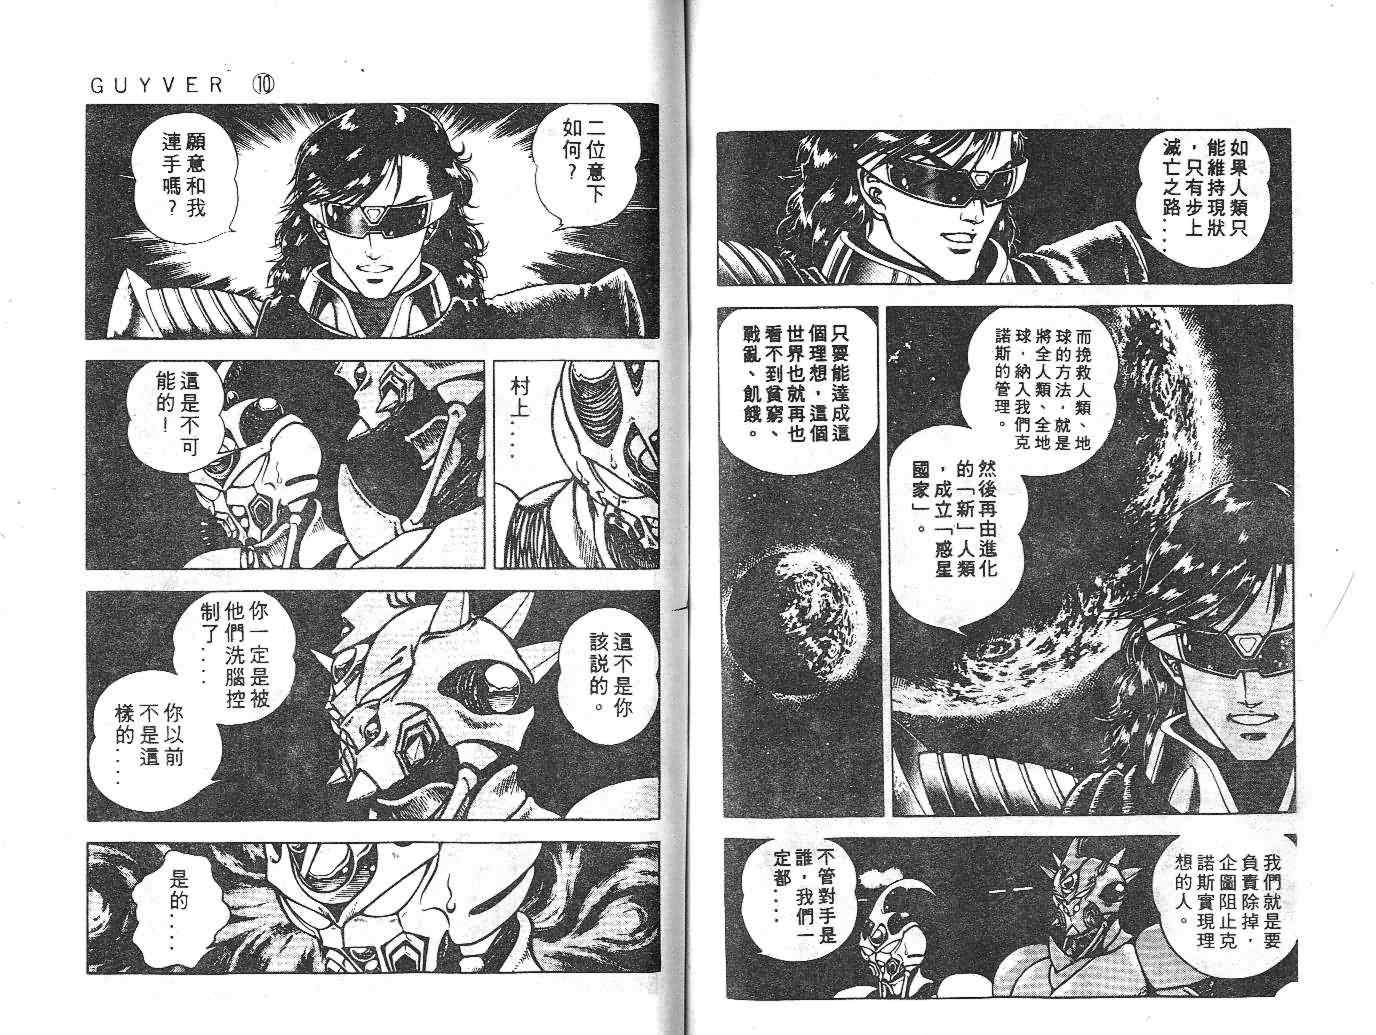 如果人類只
能維持現狀
，只有步上
滅亡之路‥‥
而挽救人類、地
球的方法，就是
將全人類、全地
球，納入我們克
諾斯的管理。
然後再由進化
的「新」人類
，成立「惑星
國家」。
只要能達成這
個理想，這個
世界也就再也
看不到貧窮、
戰亂、飢餓。
我們就是要
負責除掉，
企圖阻止克
諾斯實現理
想的人。
不管對手是
誰，我們一
定都‥‥
GUYVER ⑩
二位意下
如何？
願意和我
連手嗎？
村上‥‥
這是不可
能的！
這不是你
該說的。
你一定是被
他們洗腦控
制了‥‥
你以前
不是這
樣的‥‥
是的‥‥